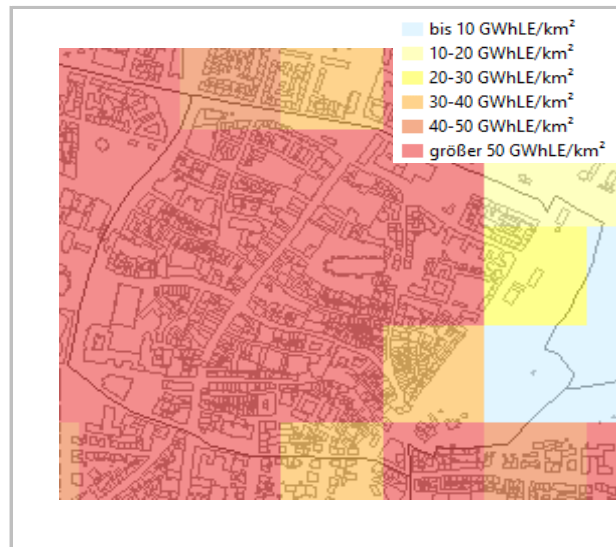 bis 10 GWhLE/km²
10-20 GWhLE/km²
20-30 GWhLE/km²
30-40 GWhLE/km²
40-50 GWhLE/km²
größer 50 GWhLE/km²